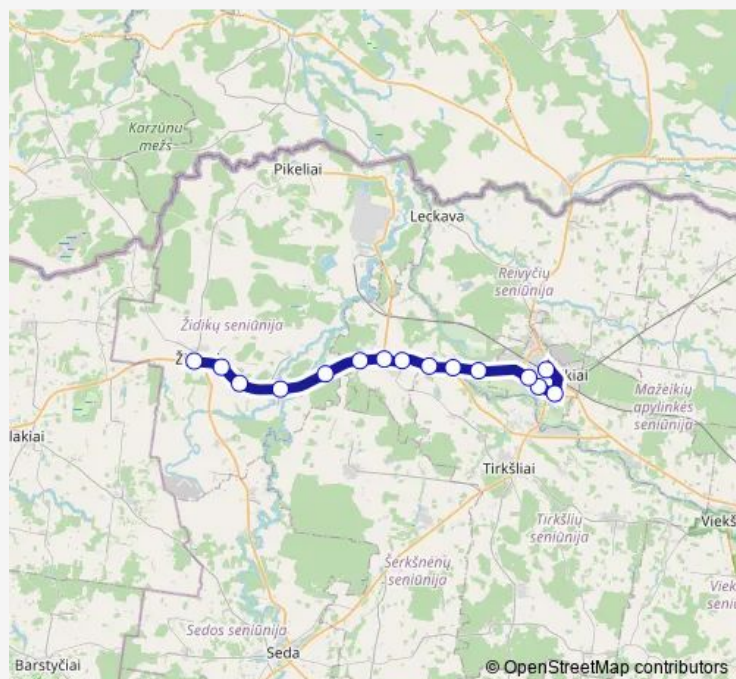 Karzūnu
mežs
Pikeliai
Leckava
Reivyčių
seniūnija
Židikų seniūnija
Ž
kiai
Mažeikių
apylinkės
seniūnija
lakiai
Tirkšliai
Viekš
Tirkšlių
seniūnija
Šerkšnėnų
seniūnija
Viek
seni
Sedos seniūnija
Seda
Barstyčiai
© OpenStreetMap contributors